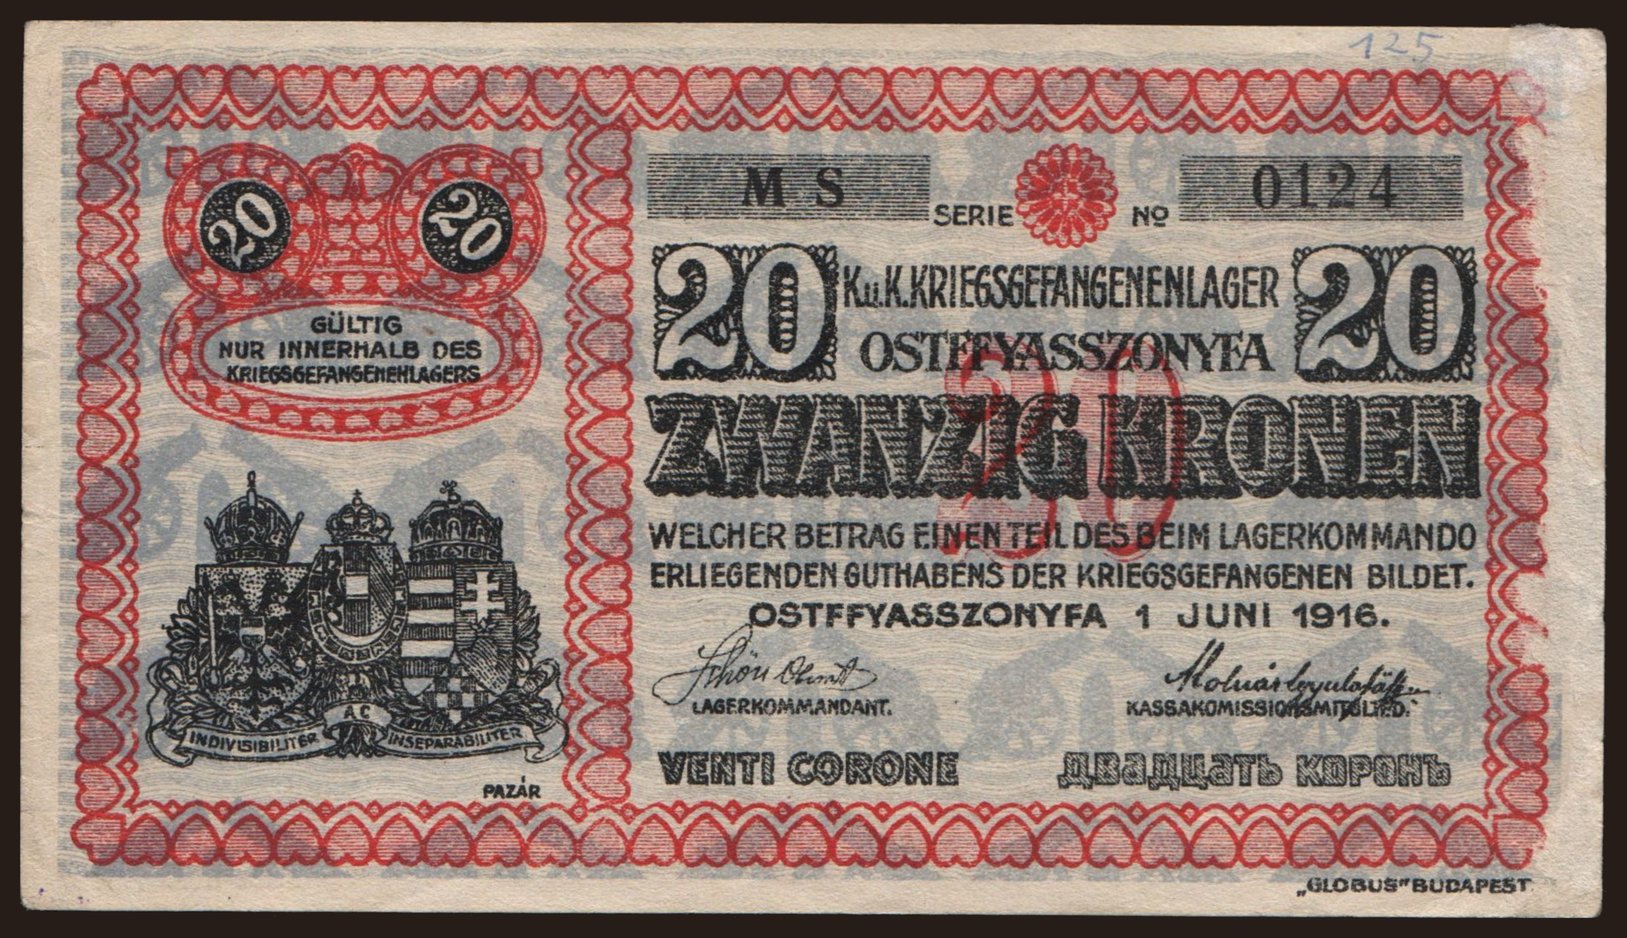 125
20 20
GÜLTIG
NUR INNERHALB DES
KRIEGSGEFANGENENLAGERS
INDIVISIBILITER AC INSEPARABILITER
PAZÁR
M S SERIE No 0124
20 K.u.K. KRIEGSGEFANGENENLAGER 20
OSTFFYASSZONYFA
20
ZWANZIG KRONEN
WELCHER BETRAG EINEN TEIL DES BEIM LAGERKOMMANDO
ERLIEGENDEN GUTHABENS DER KRIEGSGEFANGENEN BILDET.
OSTFFYASSZONYFA 1 JUNI 1916.
Schön
LAGERKOMMANDANT. KASSAKOMISSIONSMITGLIED.
VENTI CORONE двадцать коронъ
„GLOBUS" BUDAPEST